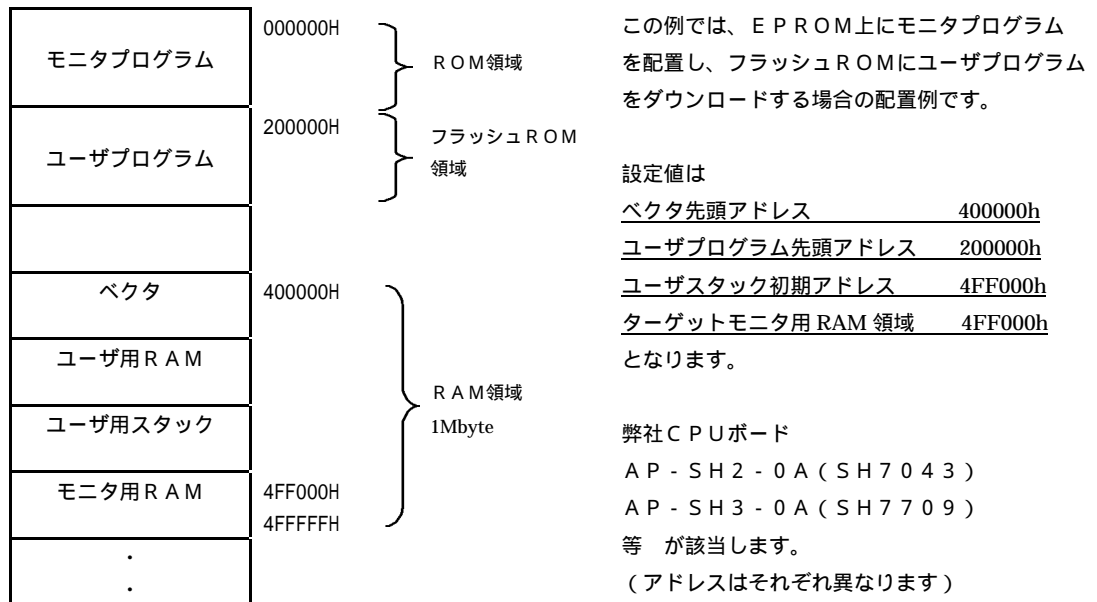 モニタプログラム
000000H
ROM領域
ユーザプログラム
200000H
フラッシュROM
領域
ベクタ
400000H
ユーザ用RAM
RAM領域
1Mbyte
ユーザ用スタック
モニタ用RAM
4FF000H
4FFFFFH
・
・
この例では、EPROM上にモニタプログラム
を配置し、フラッシュROMにユーザプログラム
をダウンロードする場合の配置例です。
設定値は
ベクタ先頭アドレス 400000h
ユーザプログラム先頭アドレス 200000h
ユーザスタック初期アドレス 4FF000h
ターゲットモニタ用 RAM 領域 4FF000h
となります。
弊社CPUボード
AP-SH2-0A(SH7043)
AP-SH3-0A(SH7709)
等 が該当します。
(アドレスはそれぞれ異なります)